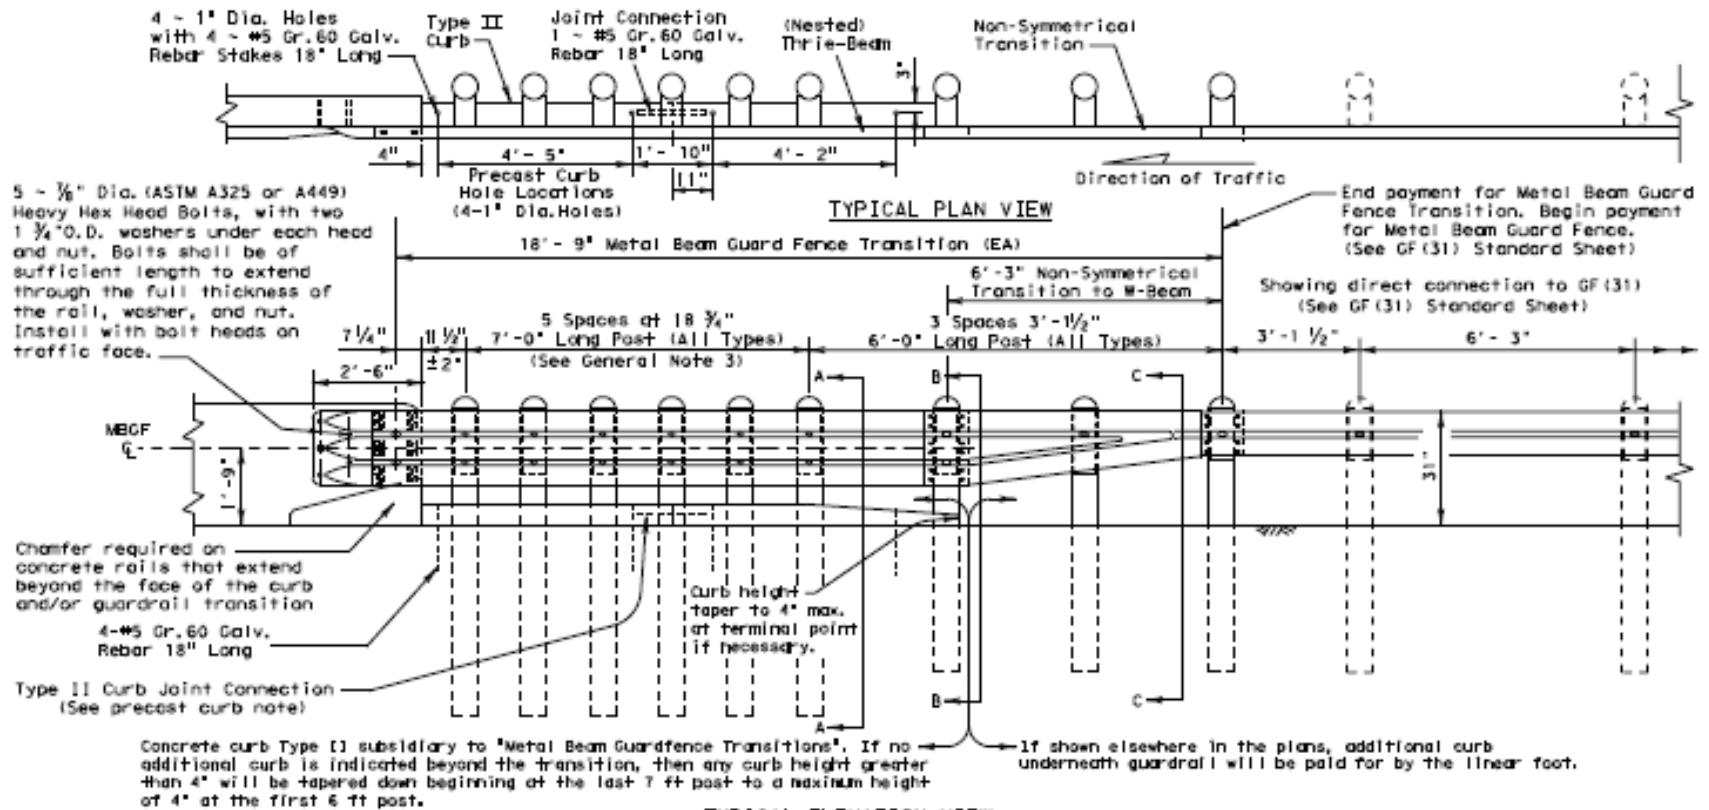 4 ~ 1" Dia. Holes
with 4 ~ #5 Gr.60 Galv.
Rebar Stakes 18" Long
Type II
Curb
Joint Connection
1 ~ #5 Gr.60 Galv.
Rebar 18" Long
(Nested)
Thrie-Beam
Non-Symmetrical
Transition
3"
4"
4'- 5"
1'- 10"
4'- 2"
11"
Precast Curb
Hole Locations
(4-1" Dia.Holes)
Direction of Traffic
TYPICAL PLAN VIEW
5 ~ ⅞" Dia. (ASTM A325 or A449)
Heavy Hex Head Bolts, with two
1 ¾"O.D. washers under each head
and nut. Bolts shall be of
sufficient length to extend
through the full thickness of
the rail, washer, and nut.
Install with bolt heads on
traffic face.
End payment for Metal Beam Guard
Fence Transition. Begin payment
for Metal Beam Guard Fence.
(See GF(31) Standard Sheet)
18'- 9" Metal Beam Guard Fence Transition (EA)
6'-3" Non-Symmetrical
Transition to W-Beam
Showing direct connection to GF(31)
(See GF(31) Standard Sheet)
7 ¼"
11 ½"
±2"
5 Spaces at 18 ¾"
7'-0" Long Post (All Types)
(See General Note 3)
3 Spaces 3'-1½"
6'-0" Long Post (All Types)
3'-1 ½"
6'- 3"
2'-6"
A
B
C
MBGF
℄
1'-9"
31"
Chamfer required on
concrete rails that extend
beyond the face of the curb
and/or guardrail transition
4-#5 Gr.60 Galv.
Rebar 18" Long
Curb height
taper to 4" max.
at terminal point
if necessary.
Type II Curb Joint Connection
(See precast curb note)
B
C
A
Concrete curb Type II subsidiary to "Metal Beam Guardfence Transitions". If no
additional curb is indicated beyond the transition, then any curb height greater
than 4" will be tapered down beginning at the last 7 ft post to a maximum height
of 4" at the first 6 ft post.
If shown elsewhere in the plans, additional curb
underneath guardrail will be paid for by the linear foot.